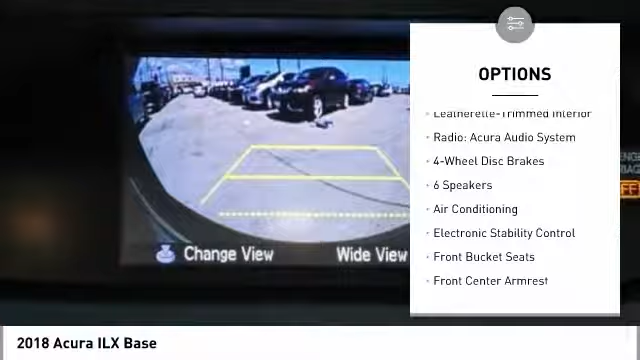 OPTIONS
Leatherette-Trimmed Interior
Radio: Acura Audio System
4-Wheel Disc Brakes
6 Speakers
Air Conditioning
Electronic Stability Control
Front Bucket Seats
Front Center Armrest
Change View
Wide View
2018 Acura ILX Base